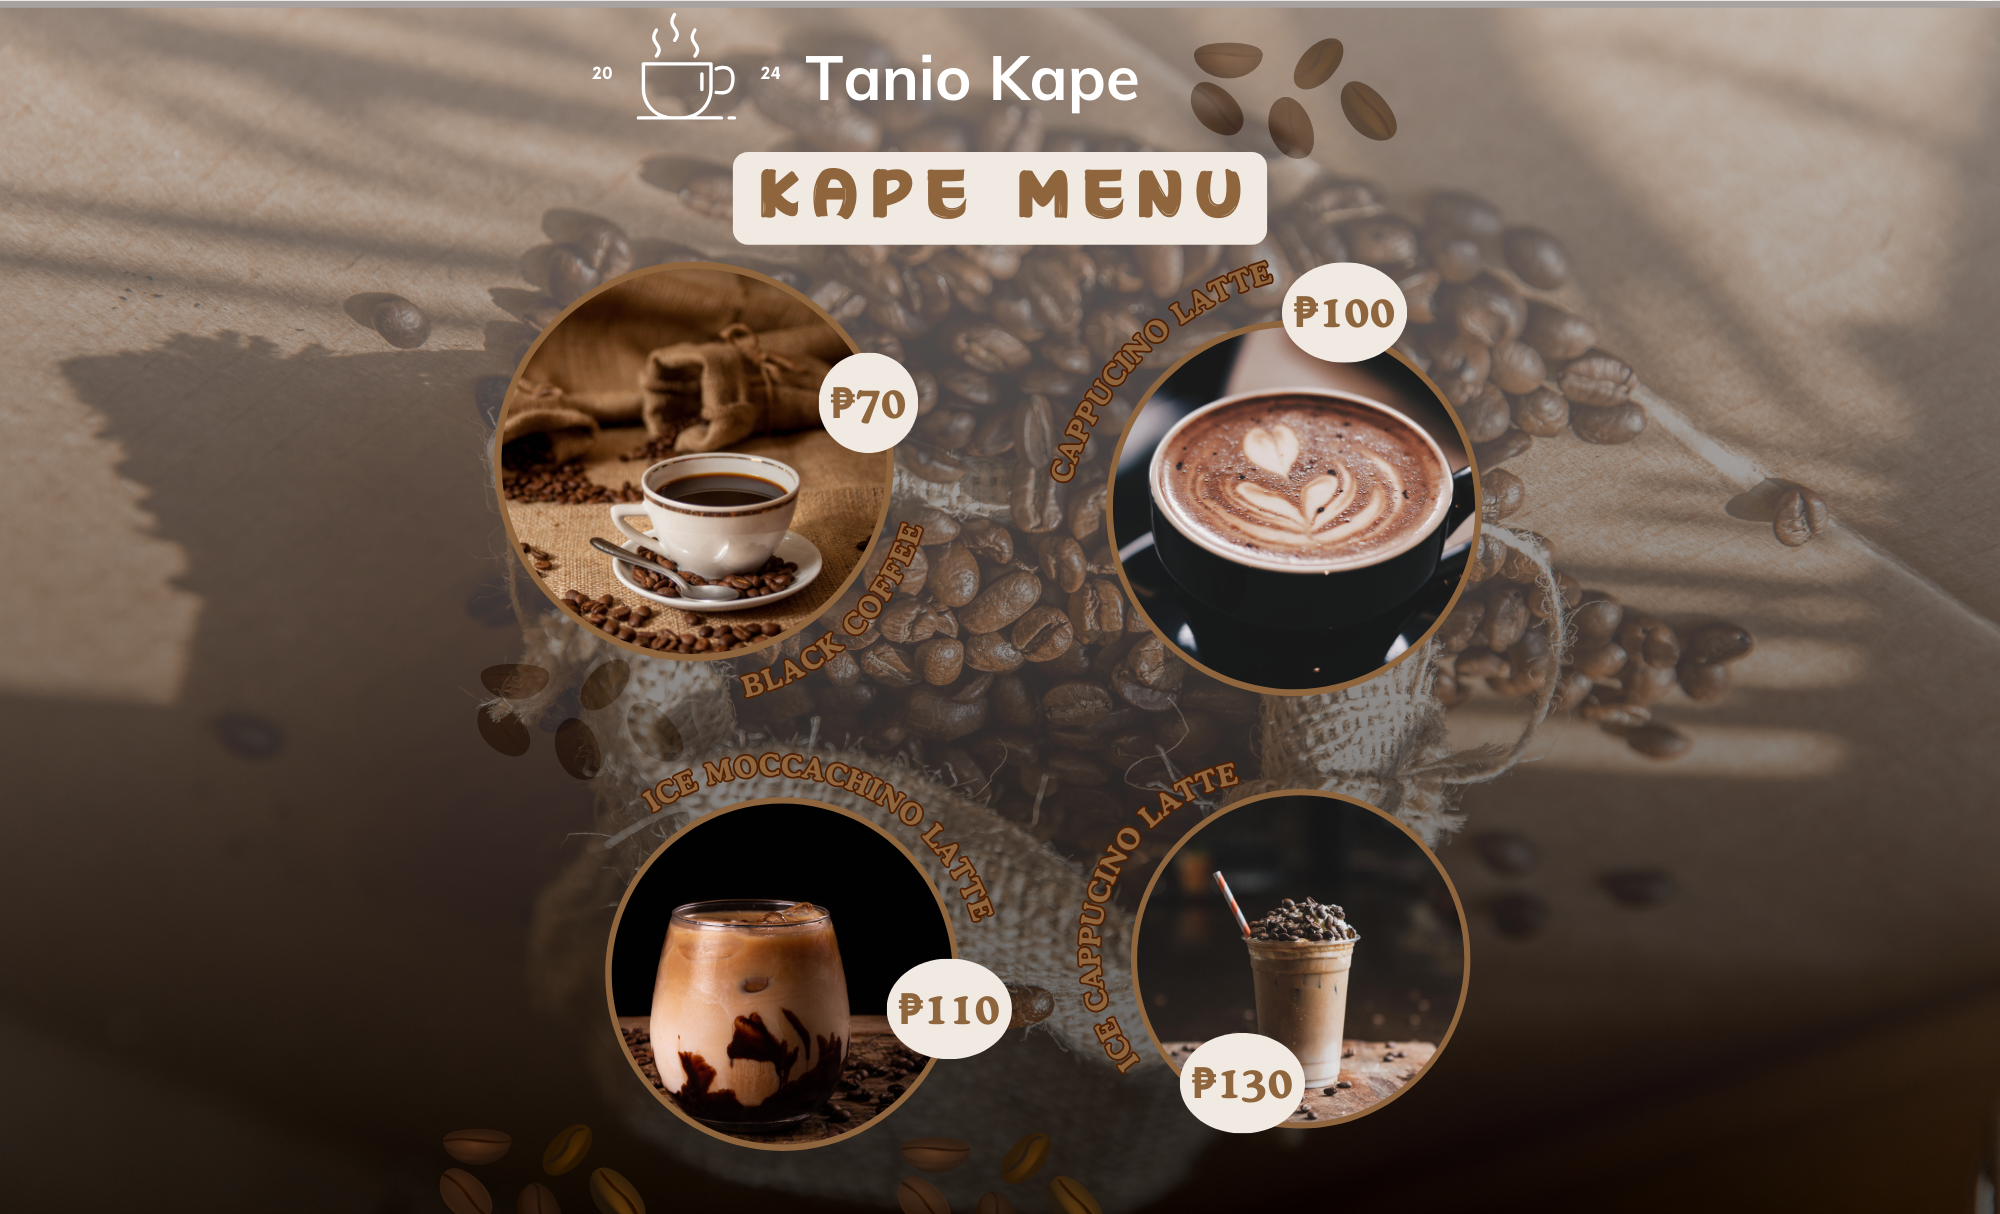 20 24 Tanio Kape
KAPE MENU
₱70
BLACK COFFEE
CAPPUCINO LATTE
₱100
ICE MOCCACHINO LATTE
₱110
ICE CAPPUCINO LATTE
₱130